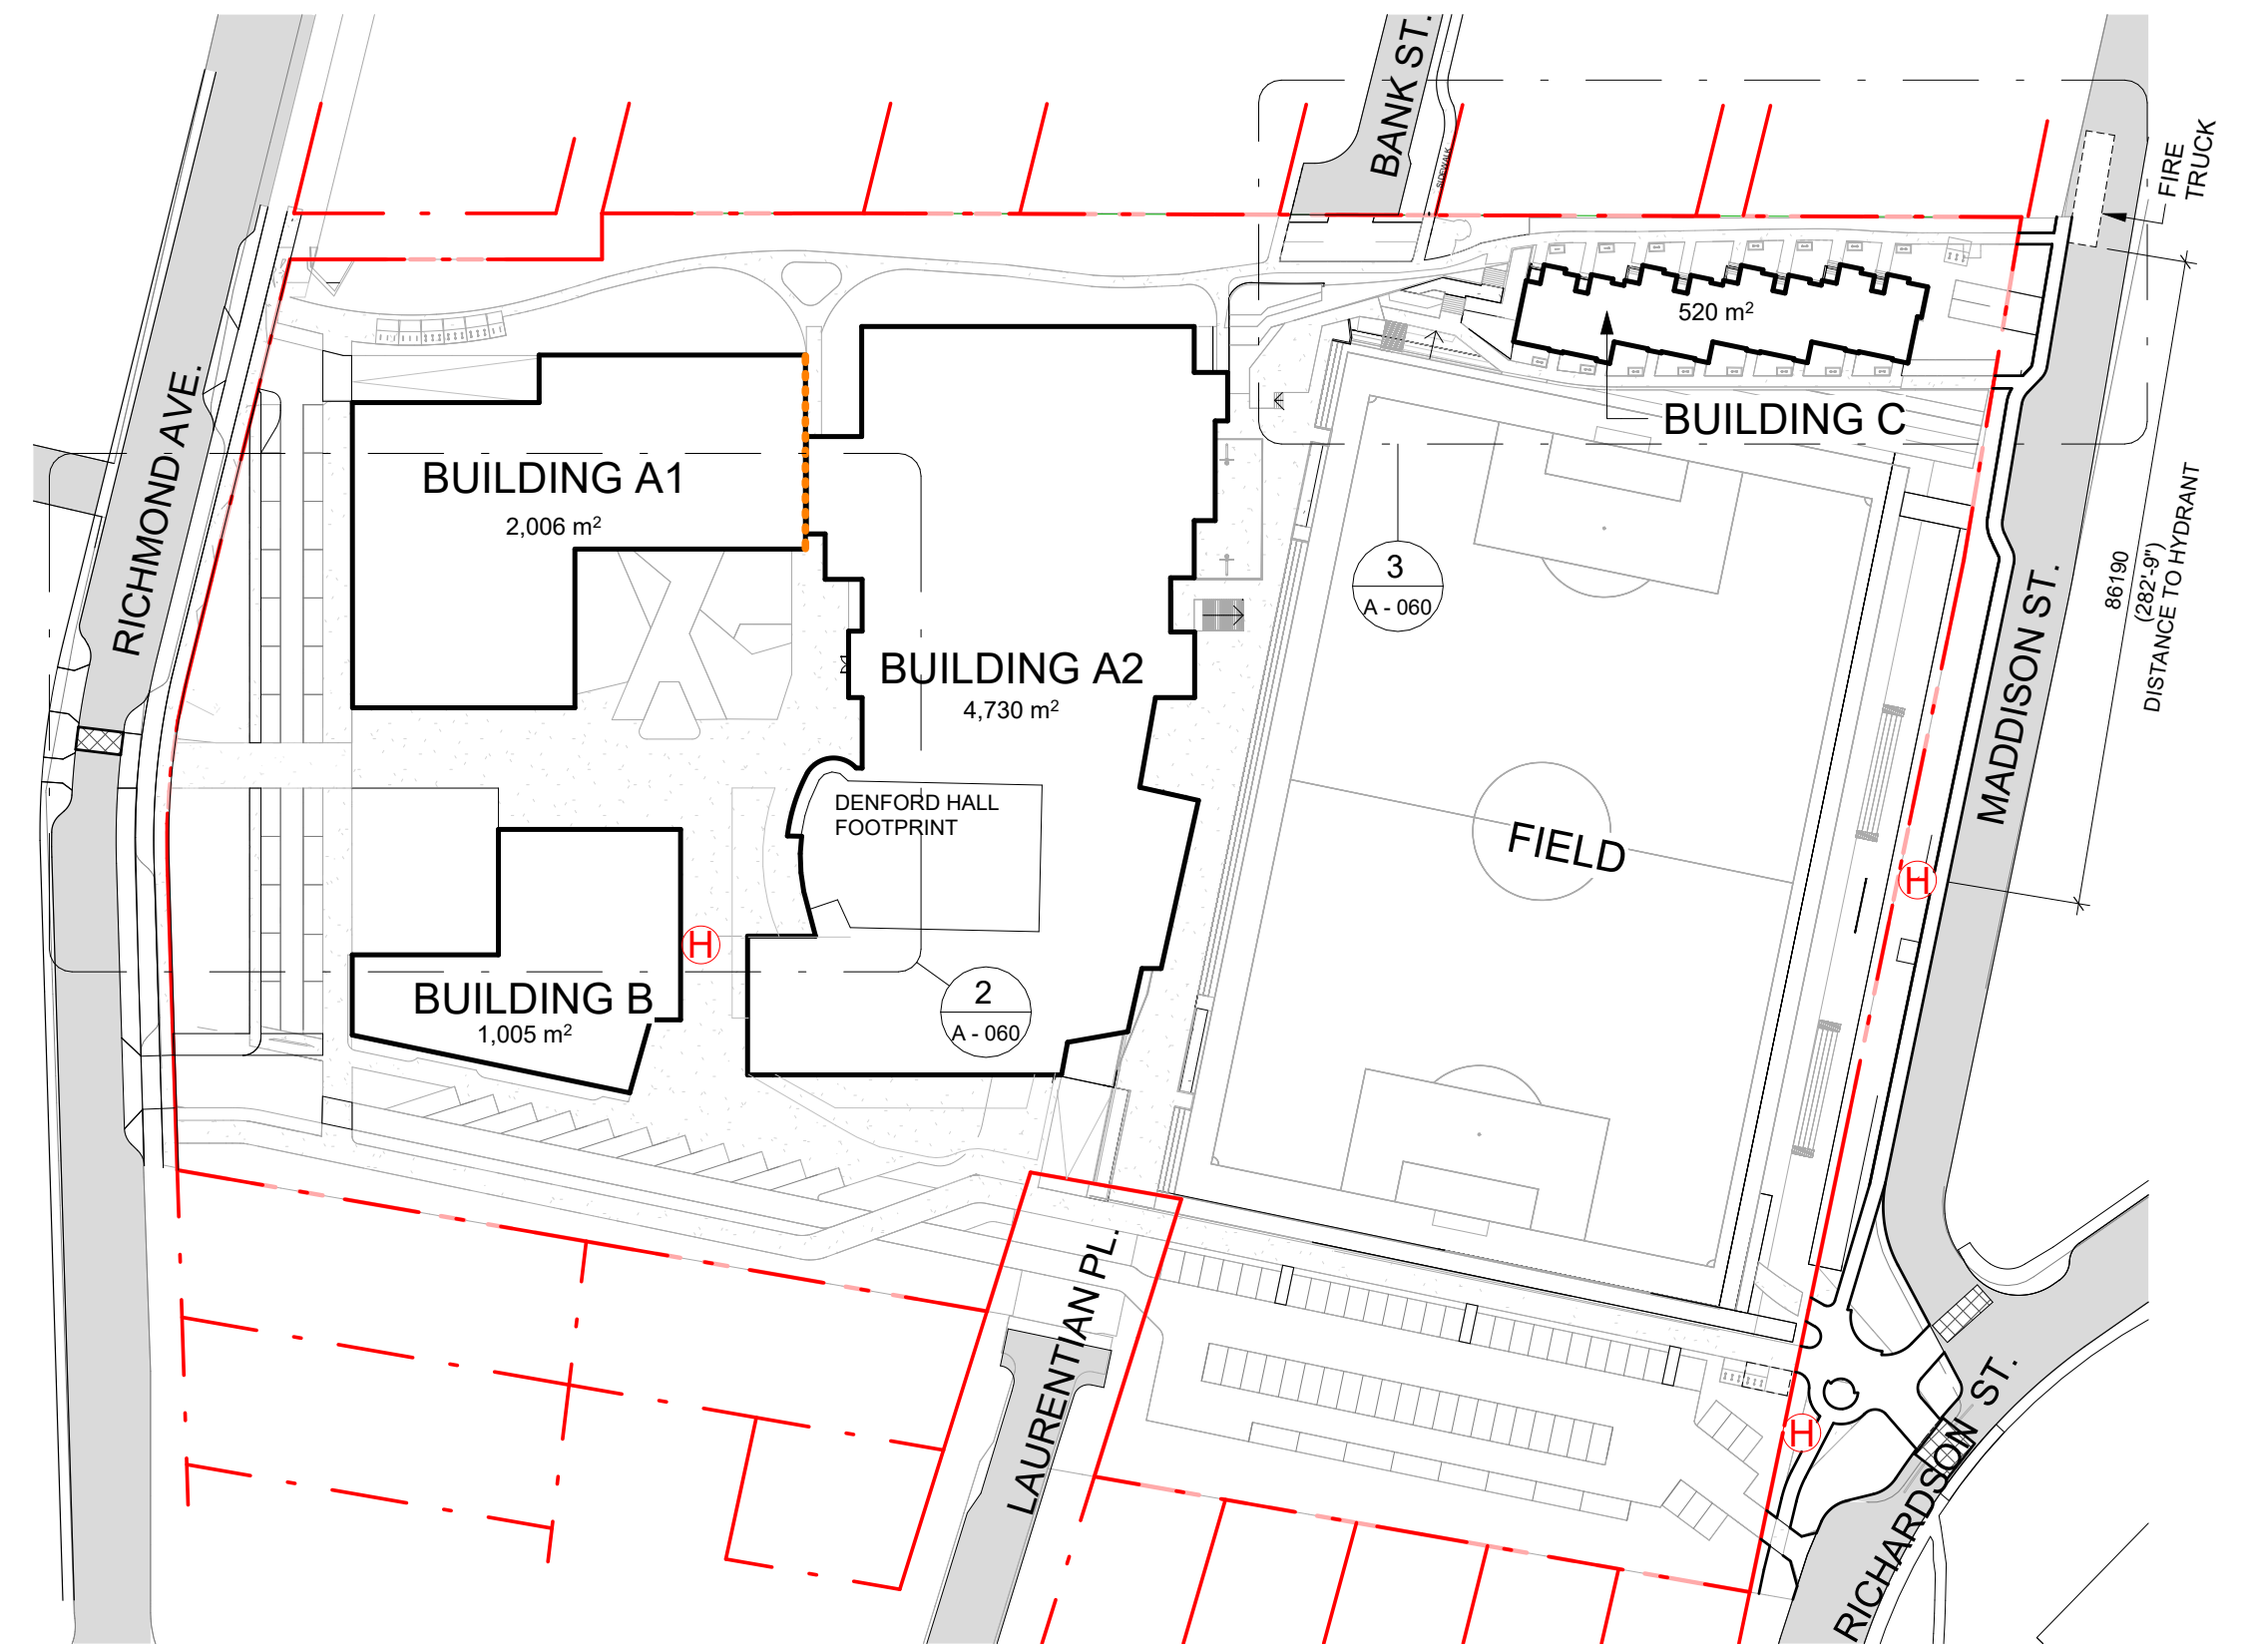 BANK ST.
SIDEWALK
FIRE
TRUCK
520 m²
BUILDING C
RICHMOND AVE.
BUILDING A1
2,006 m²
3
A - 060
86190
(282'-9")
DISTANCE TO HYDRANT
MADDISON ST.
BUILDING A2
4,730 m²
DENFORD HALL
FOOTPRINT
FIELD
H
H
BUILDING B
1,005 m²
2
A - 060
LAURENTIAN PL.
H
RICHARDSON ST.